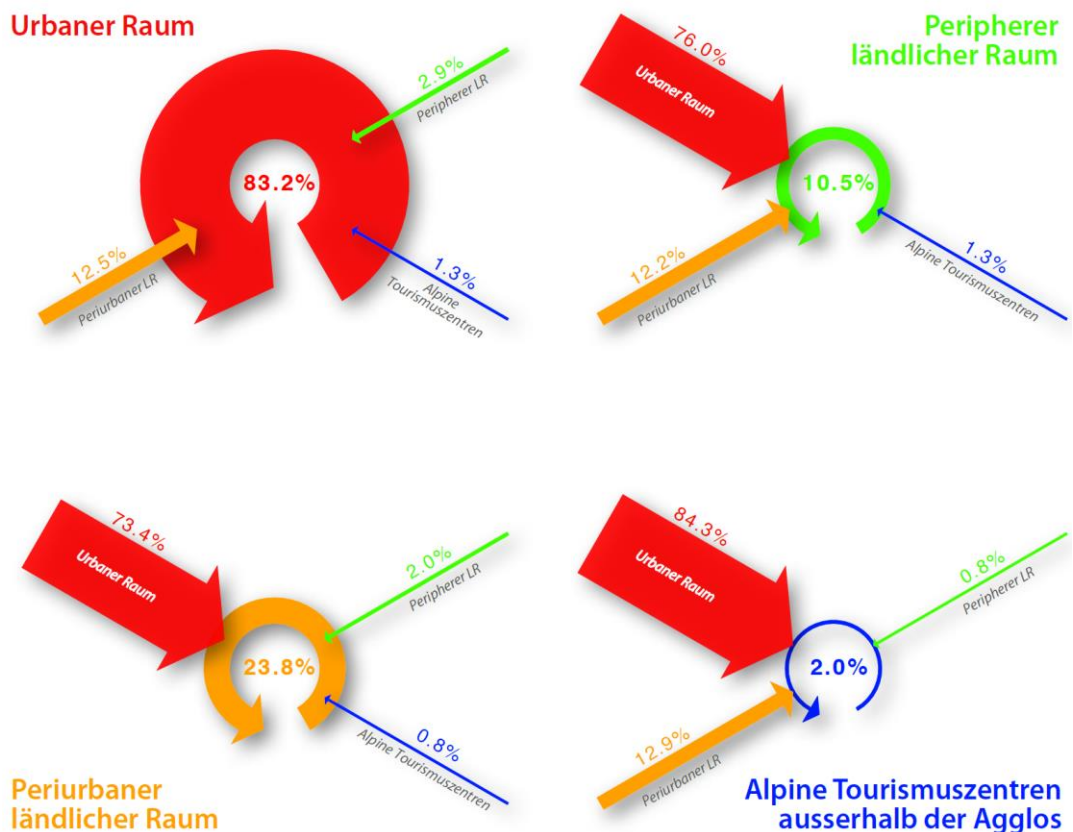 Urbaner Raum
2.9%
Peripherer LR
83.2%
12.5%
Periurbaner LR
1.3%
Alpine
Tourismuszentren
Peripherer
ländlicher Raum
76.0%
Urbaner Raum
10.5%
12.2%
Periurbaner LR
1.3%
Alpine Tourismuszentren
73.4%
Urbaner Raum
2.0%
Peripherer LR
23.8%
0.8%
Alpine Tourismuszentren
Periurbaner
ländlicher Raum
84.3%
Urbaner Raum
0.8%
Peripherer LR
2.0%
12.9%
Periurbaner LR
Alpine Tourismuszentren
ausserhalb der Agglos